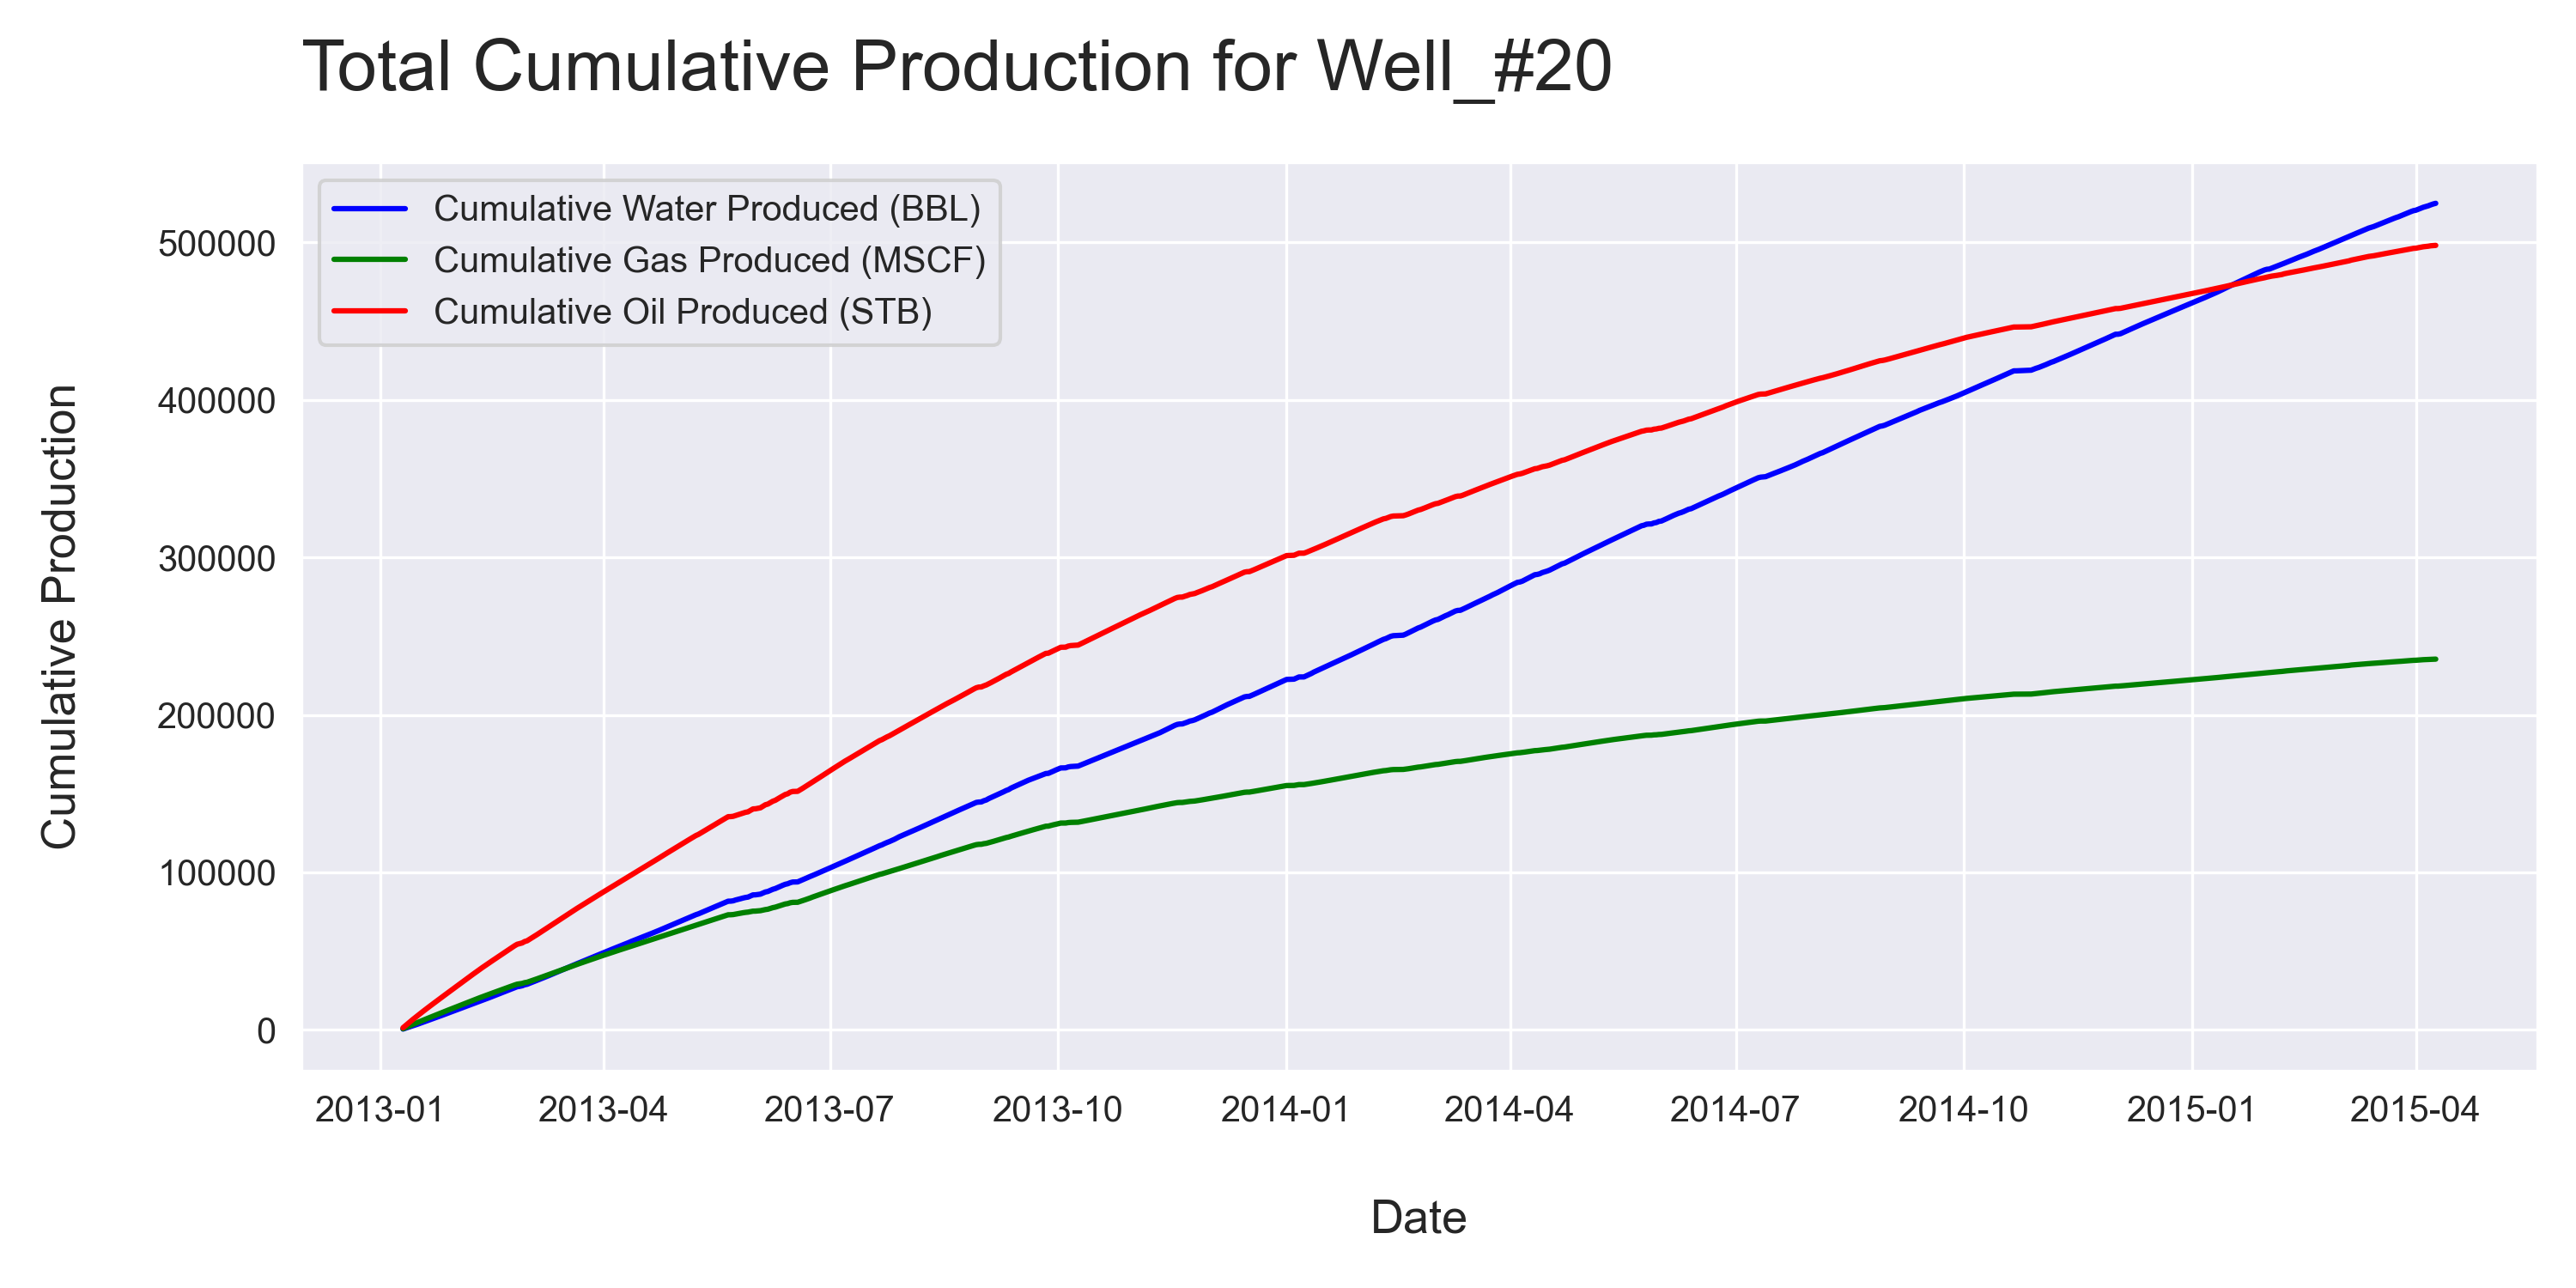 Total Cumulative Production for Well_#20
Cumulative Water Produced (BBL)
Cumulative Gas Produced (MSCF)
Cumulative Oil Produced (STB)
Cumulative Production
500000
400000
300000
200000
100000
0
2013-01 2013-04 2013-07 2013-10 2014-01 2014-04 2014-07 2014-10 2015-01 2015-04
Date